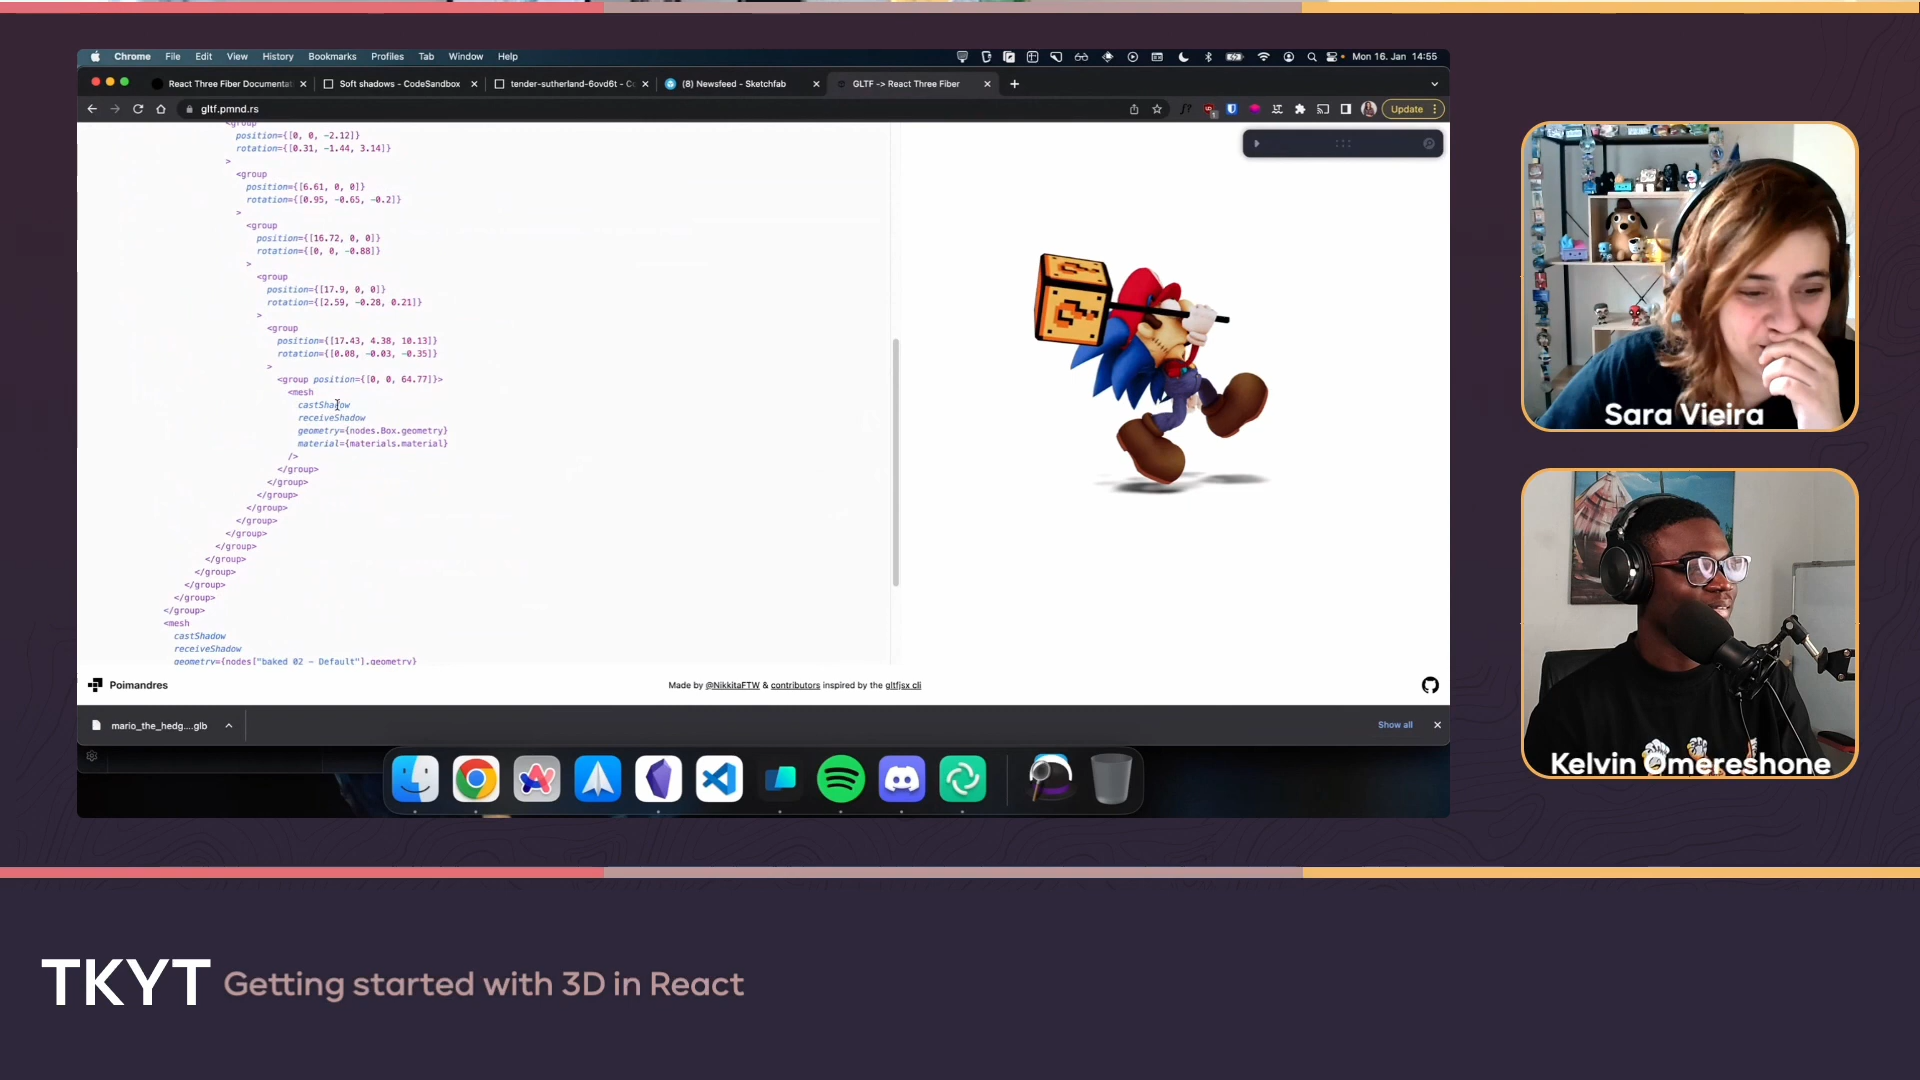 Chrome File Edit View History Bookmarks Profiles Tab Window Help Mon 16. Jan 14:55
React Three Fiber Documentat Soft shadows - CodeSandbox tender-sutherland-6ovd6t - C (8) Newsfeed - Sketchfab GLTF -> React Three Fiber
gltf.pmnd.rs Update
<group
position={[0, 0, -2.12]}
rotation={[0.31, -1.44, 3.14]}
>
<group
position={[6.61, 0, 0]}
rotation={[0.95, -0.65, -0.2]}
>
<group
position={[16.72, 0, 0]}
rotation={[0, 0, -0.88]}
>
<group
position={[17.9, 0, 0]}
rotation={[2.59, -0.28, 0.21]}
>
<group
position={[17.43, 4.38, 10.13]}
rotation={[0.08, -0.03, -0.35]}
>
<group position={[0, 0, 64.77]}>
<mesh
castShadow
receiveShadow
geometry={nodes.Box.geometry}
material={materials.material}
/>
</group>
</group>
</group>
</group>
</group>
</group>
</group>
</group>
</group>
</group>
</group>
</group>
<mesh
castShadow
receiveShadow
geometry={nodes["baked 02 - Default"].geometry}
Poimandres
Made by @NikkitaFTW & contributors inspired by the gltfjsx cli
mario_the_hedg....glb
Show all
Sara Vieira
Kelvin Omereshone
TKYT Getting started with 3D in React